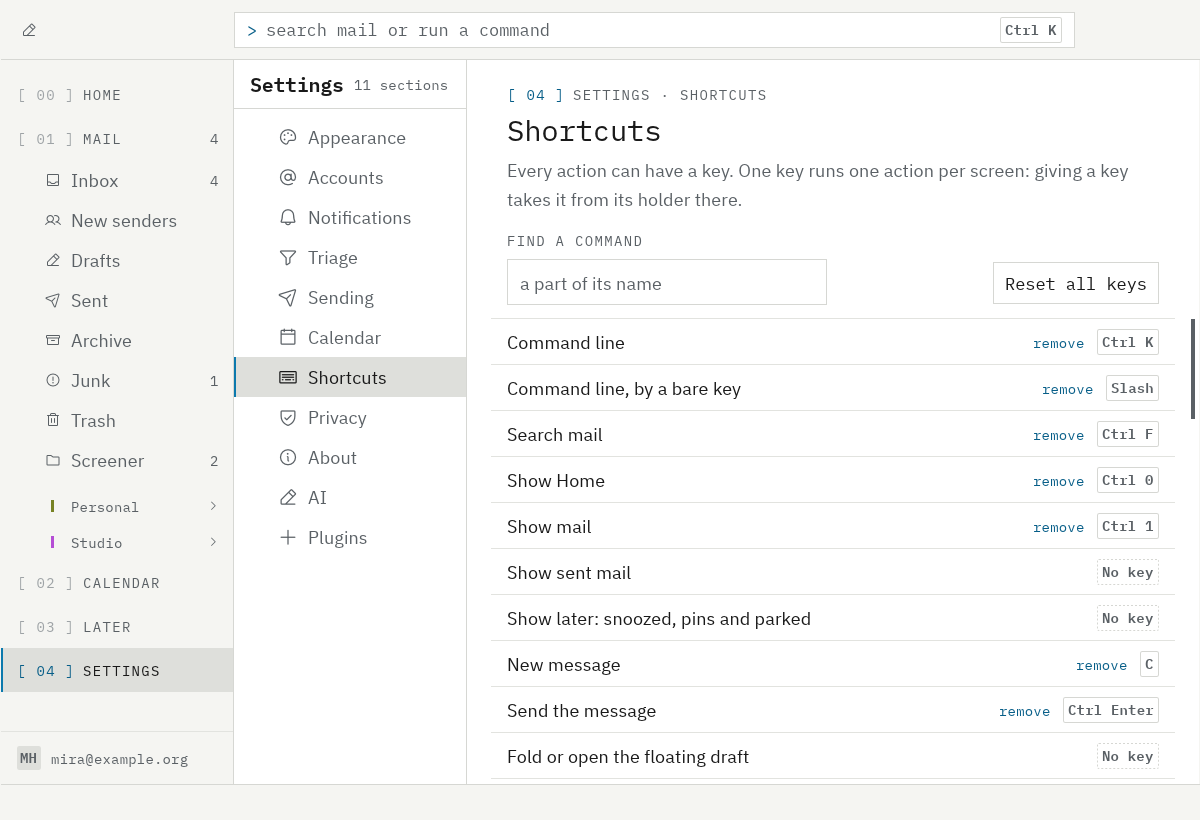 > search mail or run a command Ctrl K
[ 00 ] HOME
[ 01 ] MAIL 4
Inbox 4
New senders
Drafts
Sent
Archive
Junk 1
Trash
Screener 2
Personal
Studio
[ 02 ] CALENDAR
[ 03 ] LATER
[ 04 ] SETTINGS
MH mira@example.org
Settings 11 sections
Appearance
Accounts
Notifications
Triage
Sending
Calendar
Shortcuts
Privacy
About
AI
Plugins
[ 04 ] SETTINGS · SHORTCUTS
Shortcuts
Every action can have a key. One key runs one action per screen: giving a key
takes it from its holder there.
FIND A COMMAND
a part of its name
Reset all keys
Command line remove Ctrl K
Command line, by a bare key remove Slash
Search mail remove Ctrl F
Show Home remove Ctrl 0
Show mail remove Ctrl 1
Show sent mail No key
Show later: snoozed, pins and parked No key
New message remove C
Send the message remove Ctrl Enter
Fold or open the floating draft No key